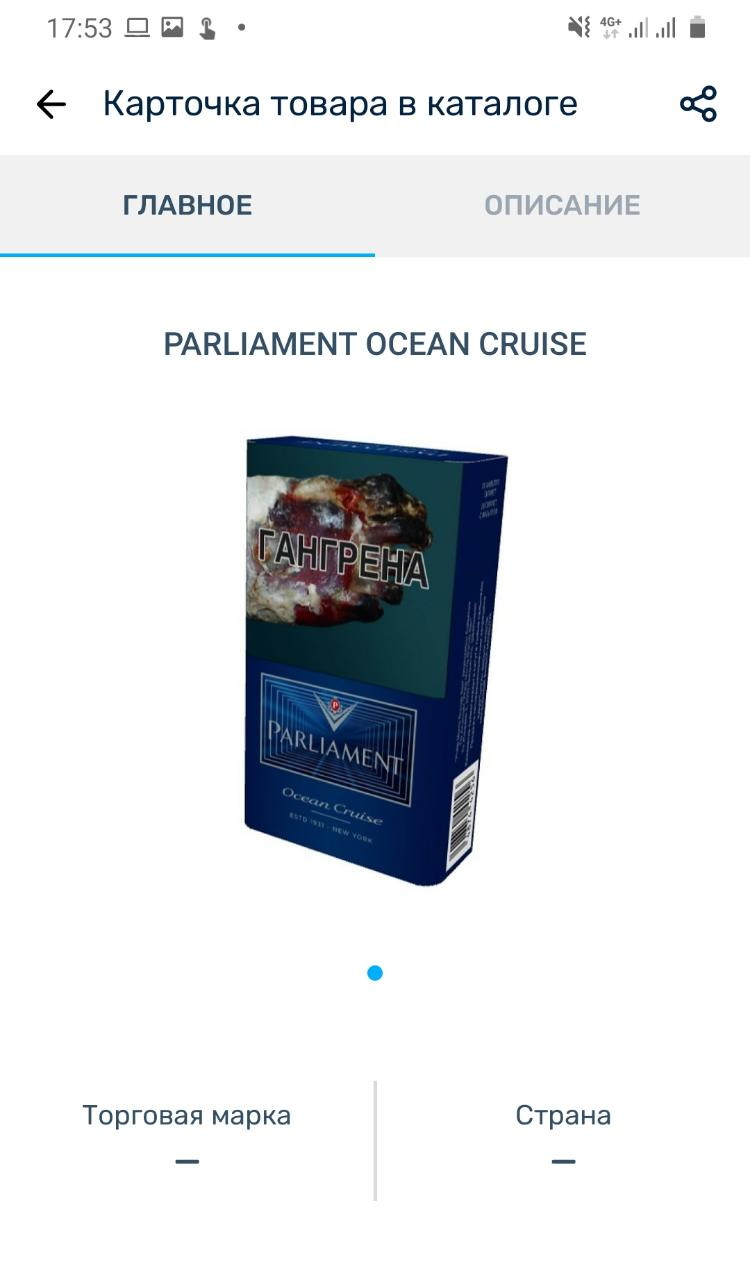 17:53
4G+
Карточка товара в каталоге
ГЛАВНОЕ
ОПИСАНИЕ
PARLIAMENT OCEAN CRUISE
ГАНГРЕНА
P
PARLIAMENT
Ocean Cruise
ESTD 1931 - NEW YORK
Торговая марка
Страна
—
—